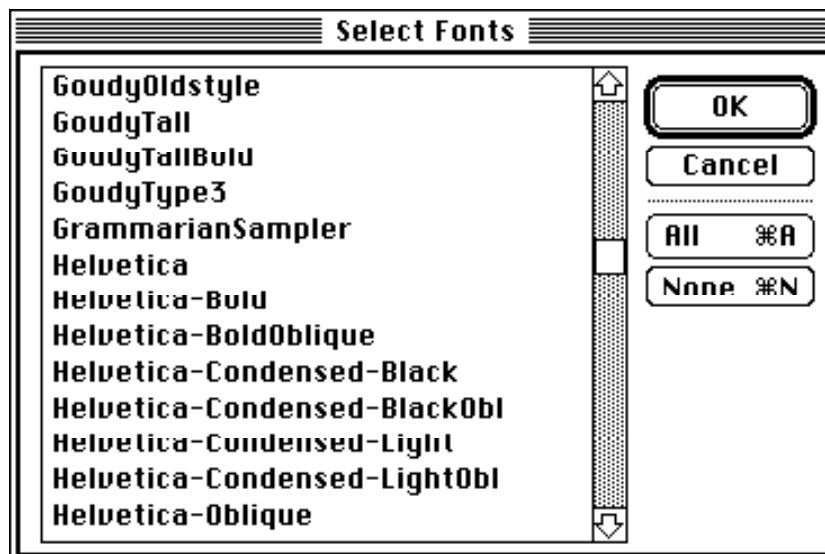 Select Fonts
GoudyOldstyle
GoudyTall
GoudyTallBold
GoudyType3
GrammarianSampler
Helvetica
Helvetica-Bold
Helvetica-BoldOblique
Helvetica-Condensed-Black
Helvetica-Condensed-BlackObl
Helvetica-Condensed-Light
Helvetica-Condensed-LightObl
Helvetica-Oblique
OK
Cancel
All ⌘A
None ⌘N